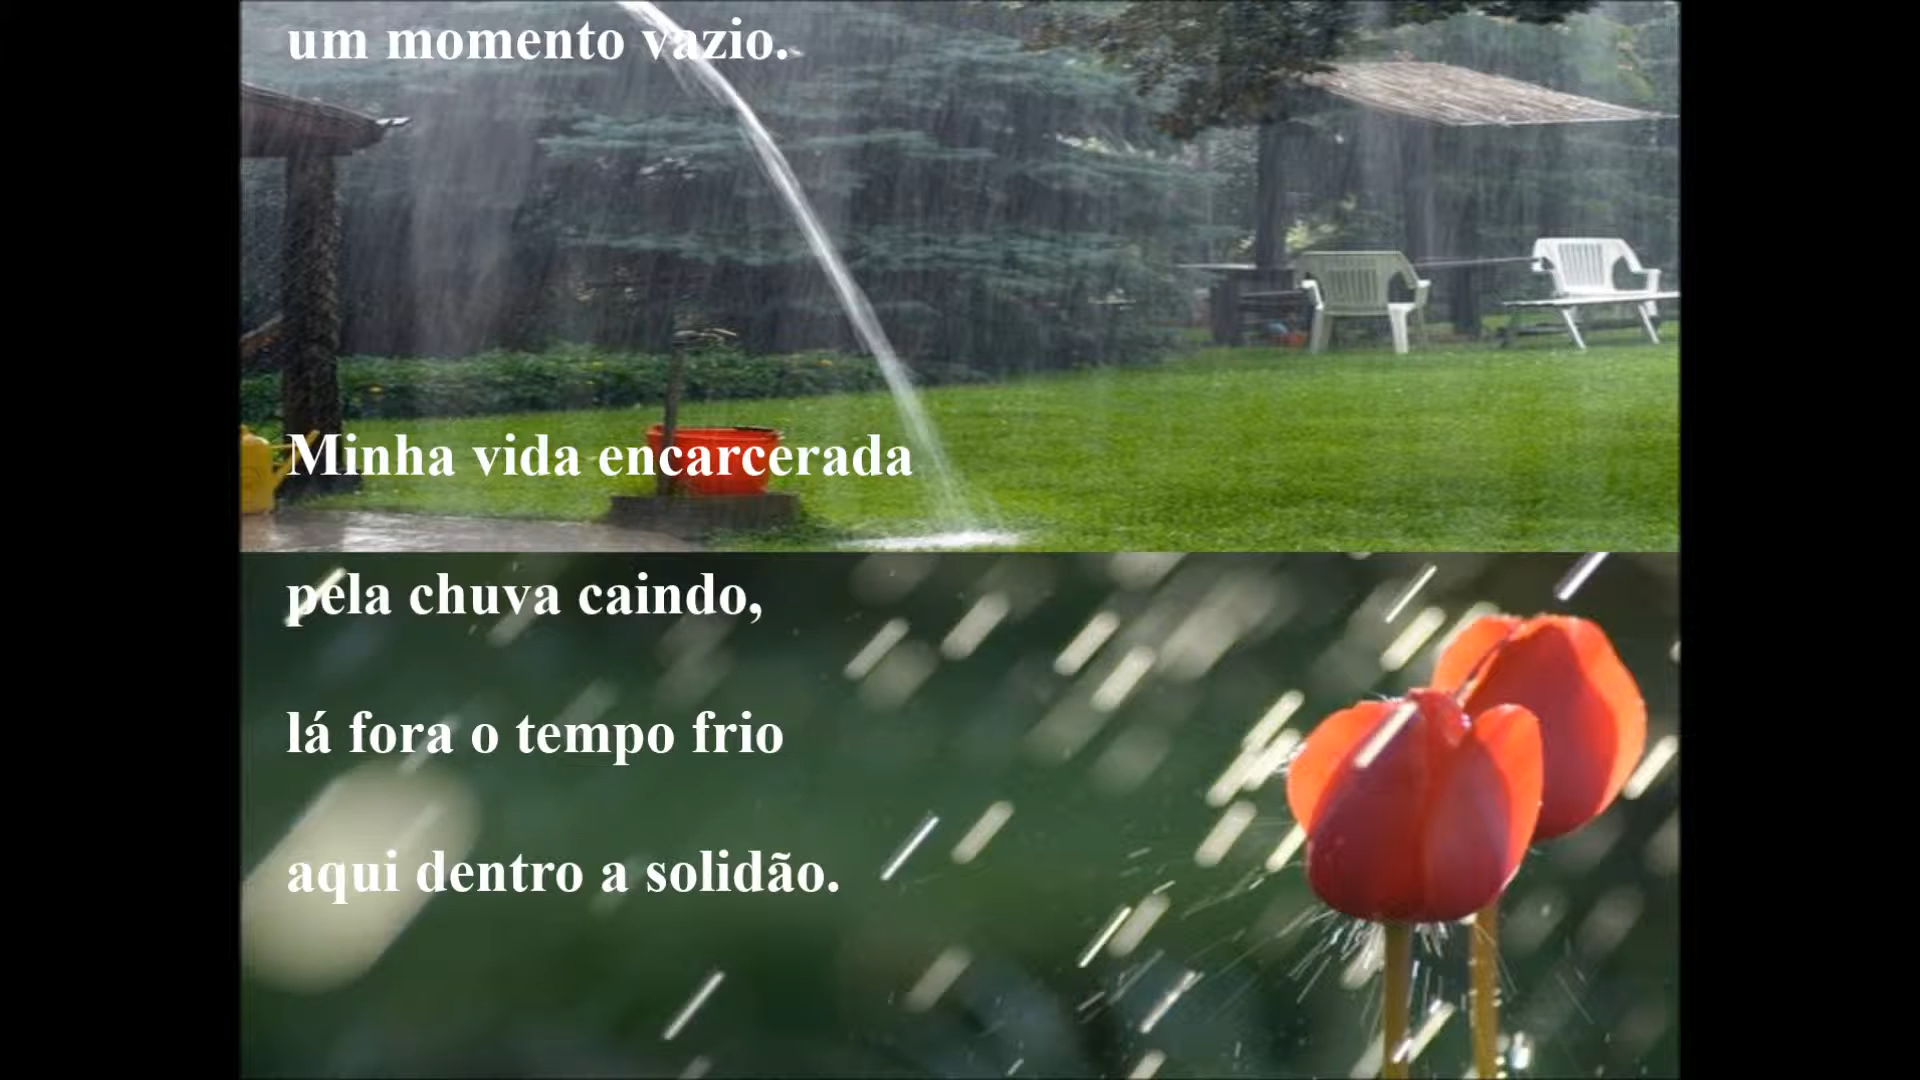 um momento vazio.
Minha vida encarcerada
pela chuva caindo,
lá fora o tempo frio
aqui dentro a solidão.